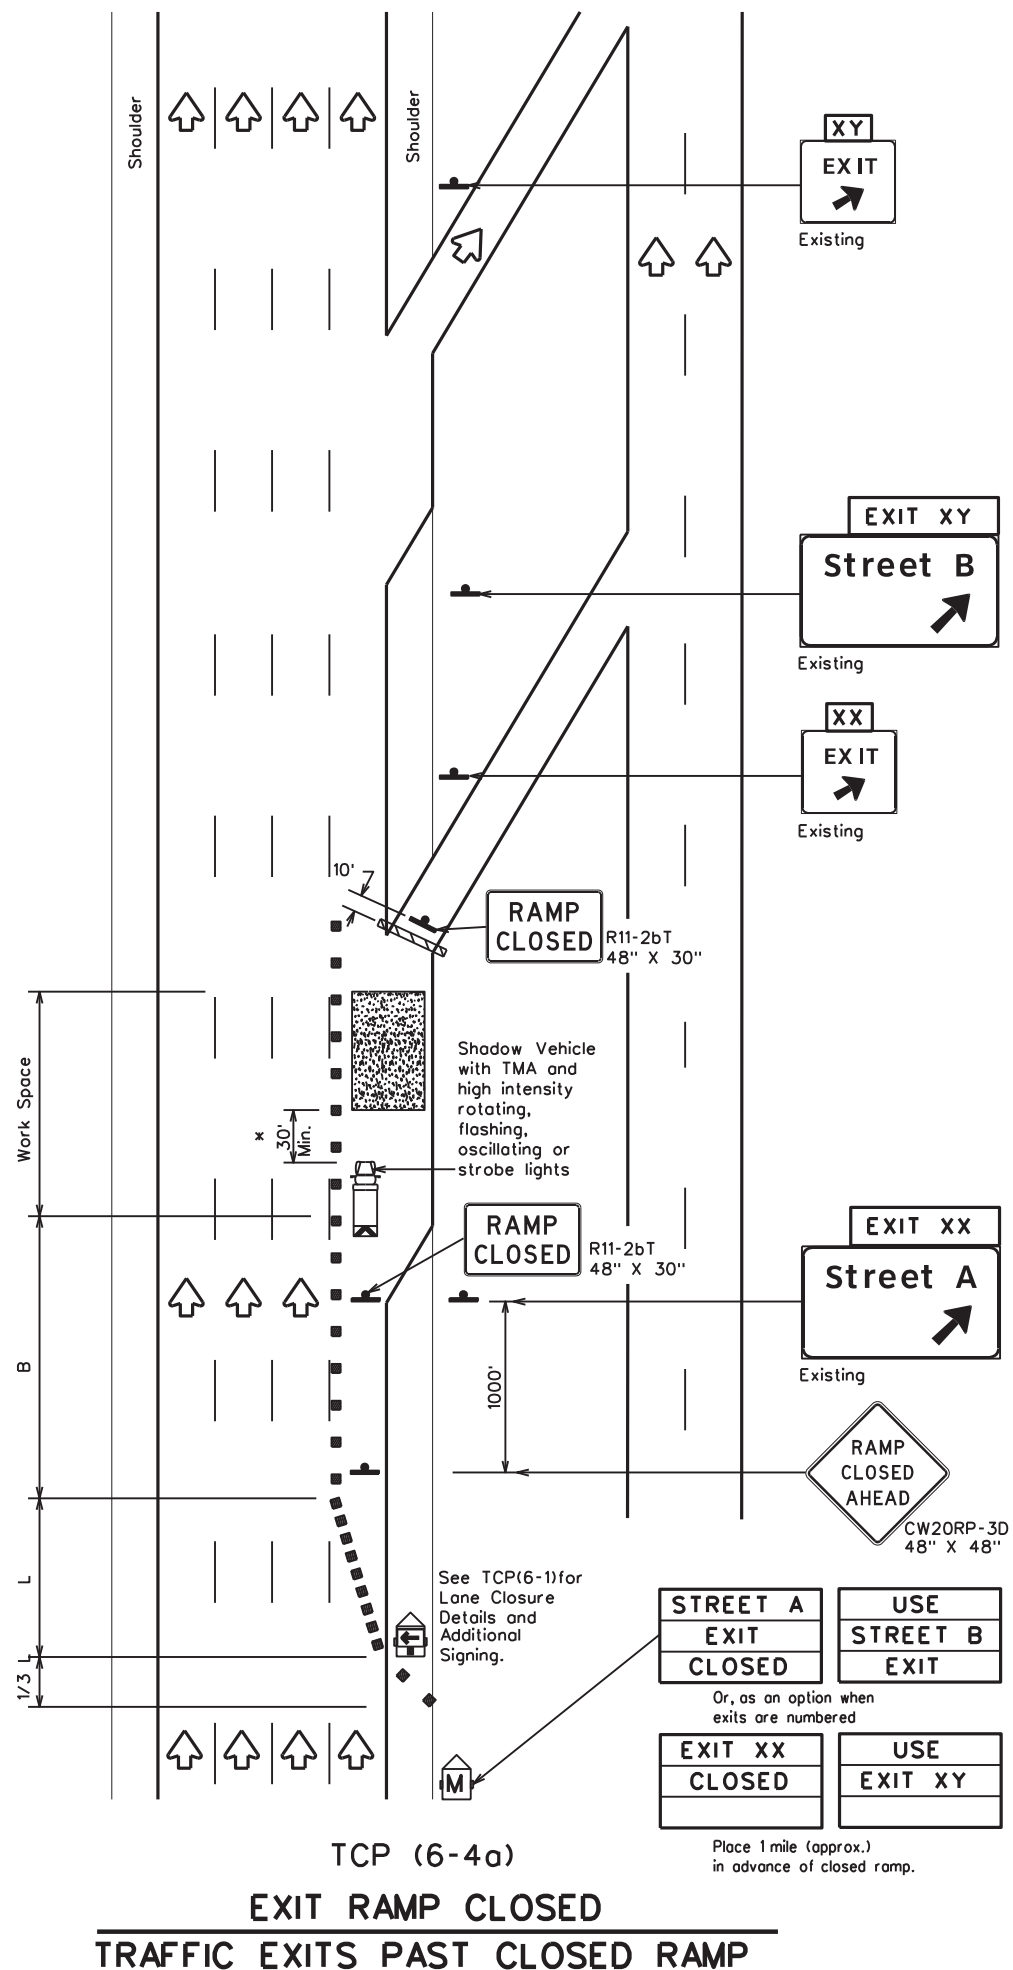 Shoulder
Shoulder
XY
EXIT
Existing
EXIT XY
Street B
Existing
XX
EXIT
Existing
10'
RAMP
CLOSED
R11-2bT
48" X 30"
Work Space
*
30'
Min.
Shadow Vehicle
with TMA and
high intensity
rotating,
flashing,
oscillating or
strobe lights
RAMP
CLOSED
R11-2bT
48" X 30"
EXIT XX
Street A
Existing
B
1000'
RAMP
CLOSED
AHEAD
CW20RP-3D
48" X 48"
L
See TCP(6-1)for
Lane Closure
Details and
Additional
Signing.
1/3 L
STREET A
EXIT
CLOSED
USE
STREET B
EXIT
Or, as an option when
exits are numbered
EXIT XX
CLOSED
USE
EXIT XY
M
Place 1 mile (approx.)
in advance of closed ramp.
TCP (6-4a)
EXIT RAMP CLOSED
TRAFFIC EXITS PAST CLOSED RAMP